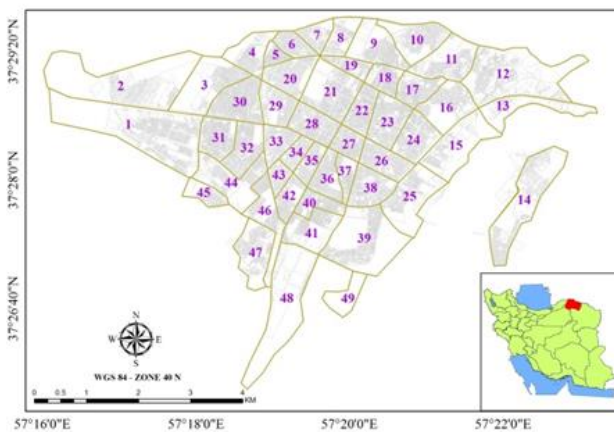 37°29'20"N
37°28'0"N
37°26'40"N
7 8
6 9 10
4 5
19 11 12
2 3 20 18
21 17
30 29 16 13
22
1 28 23
31 33 24 15
32 34 27
35 26
43 37
44 36 38
45 42 25 14
46 40
41 39
47
48 49
N
W E
S
WGS 84 - ZONE 40 N
0 0.5 1 2 3 4
KM
57°16'0"E 57°18'0"E 57°20'0"E 57°22'0"E